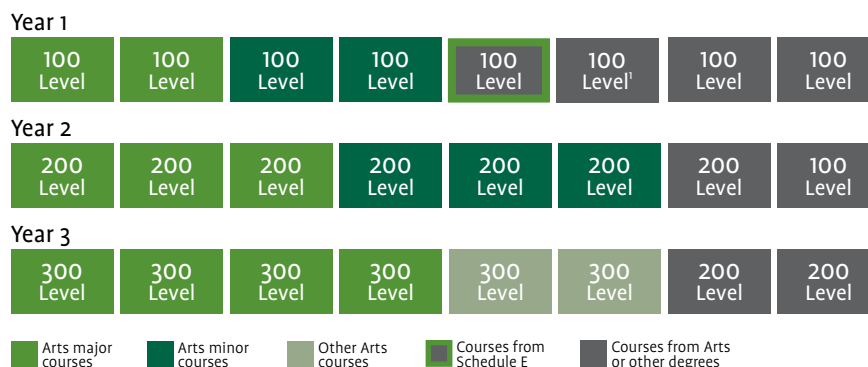 Year 1
100 100 100 100 100 100 100 100
Level Level Level Level Level Level¹ Level Level
Year 2
200 200 200 200 200 200 200 100
Level Level Level Level Level Level Level Level
Year 3
300 300 300 300 300 300 200 200
Level Level Level Level Level Level Level Level
Arts major Arts minor Other Arts Courses from Courses from Arts
courses courses courses Schedule E or other degrees